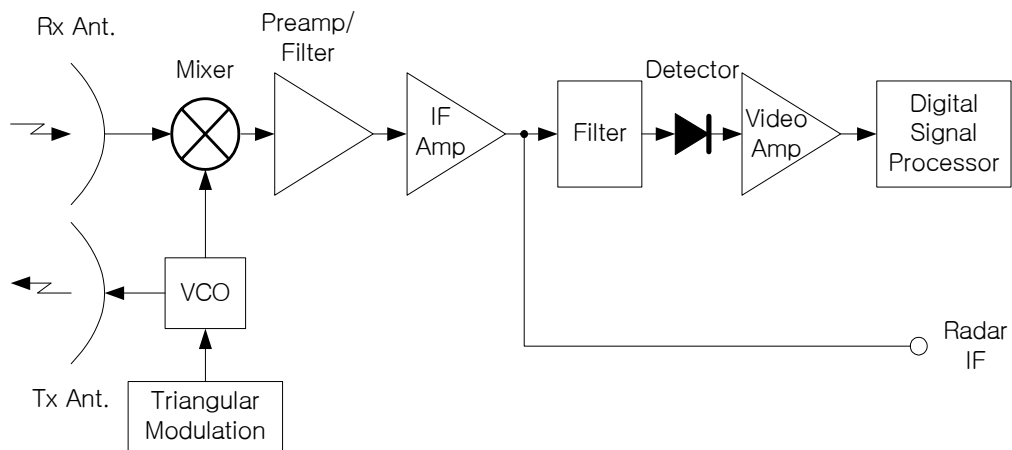 Rx Ant.
Mixer
Preamp/
Filter
IF
Amp
Filter
Detector
Video
Amp
Digital
Signal
Processor
VCO
Tx Ant.
Triangular
Modulation
Radar
IF